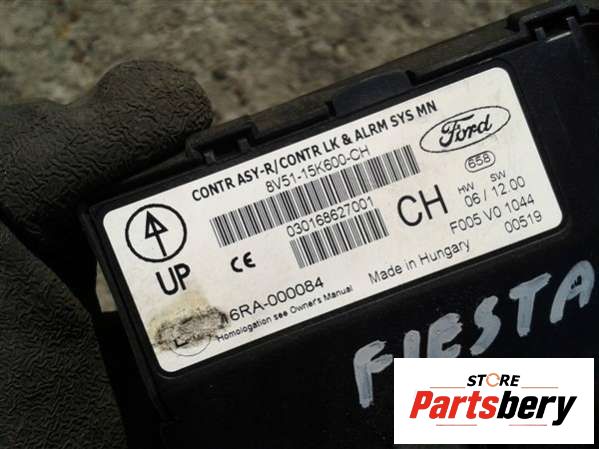 CONTR ASY-R/CONTR LK & ALRM SYS MN
8V51-15K600-CH
Ford
030168627001
CH
658
HW SW
06 / 12.00
F005 V0 1044
00519
UP
CE
6RA-000084
Homologation see Owner's Manual
Made in Hungary
FIESTA
STORE
Partsbery